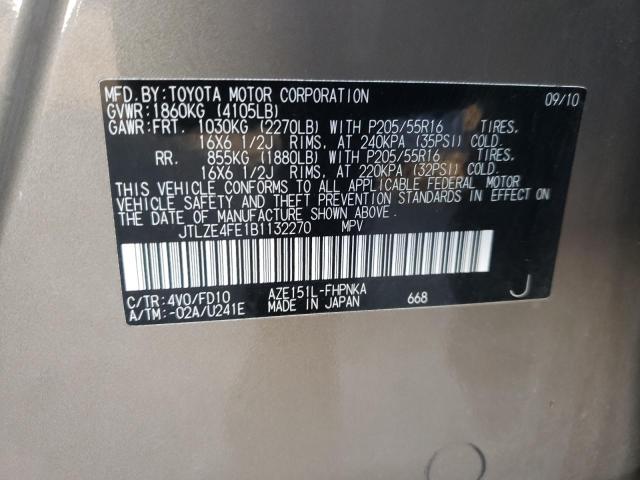 MFD. BY: TOYOTA MOTOR CORPORATION 09/10
GVWR: 1860KG (4105LB)
GAWR: FRT. 1030KG (2270LB) WITH P205/55R16 TIRES.
16X6 1/2J RIMS, AT 240KPA (35PSI) COLD.
RR. 855KG (1880LB) WITH P205/55R16 TIRES.
16X6 1/2J RIMS, AT 220KPA (32PSI) COLD.
THIS VEHICLE CONFORMS TO ALL APPLICABLE FEDERAL MOTOR
VEHICLE SAFETY AND THEFT PREVENTION STANDARDS IN EFFECT ON
THE DATE OF MANUFACTURE SHOWN ABOVE.
JTLZE4FE1B1132270 MPV
C/TR: 4V0/FD10 AZE151L-FHPNKA
A/TM: -02A/U241E MADE IN JAPAN 668 J